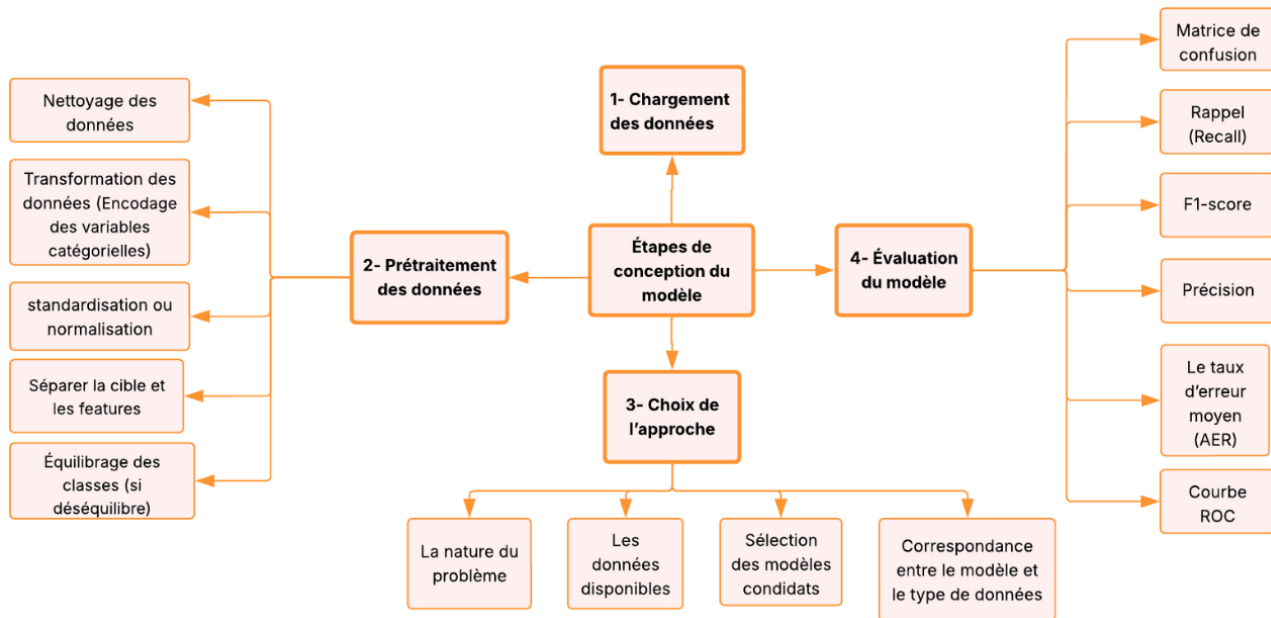 1- Chargement
des données
Étapes de
conception du
modèle
2- Prétraitement
des données
Nettoyage des
données
Transformation des
données (Encodage
des variables
catégorielles)
standardisation ou
normalisation
Séparer la cible et
les features
Équilibrage des
classes (si
déséquilibre)
3- Choix de
l’approche
La nature du
problème
Les
données
disponibles
Sélection
des modèles
condidats
Correspondance
entre le modèle et
le type de données
4- Évaluation
du modèle
Matrice de
confusion
Rappel
(Recall)
F1-score
Précision
Le taux
d’erreur
moyen
(AER)
Courbe
ROC